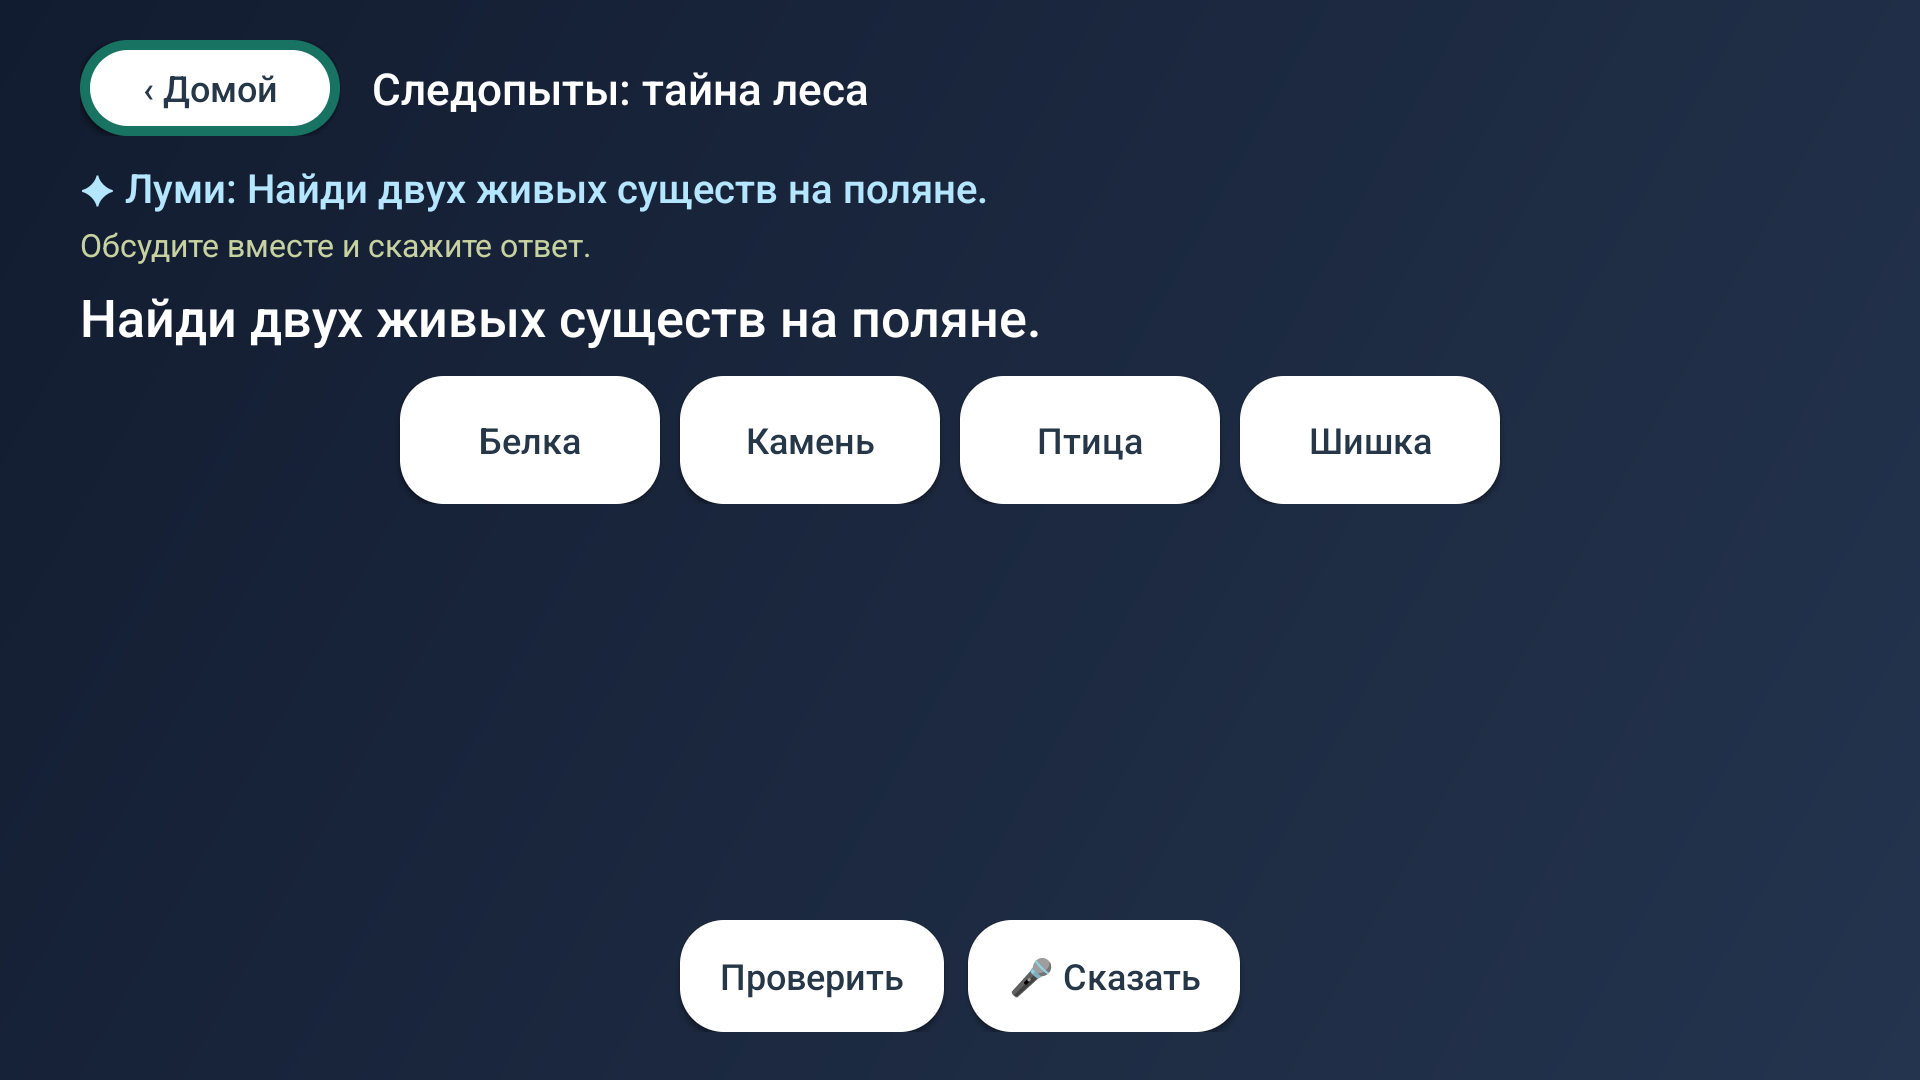 ‹ Домой
Следопыты: тайна леса
✦ Луми: Найди двух живых существ на поляне.
Обсудите вместе и скажите ответ.
Найди двух живых существ на поляне.
Белка
Камень
Птица
Шишка
Проверить
🎤 Сказать